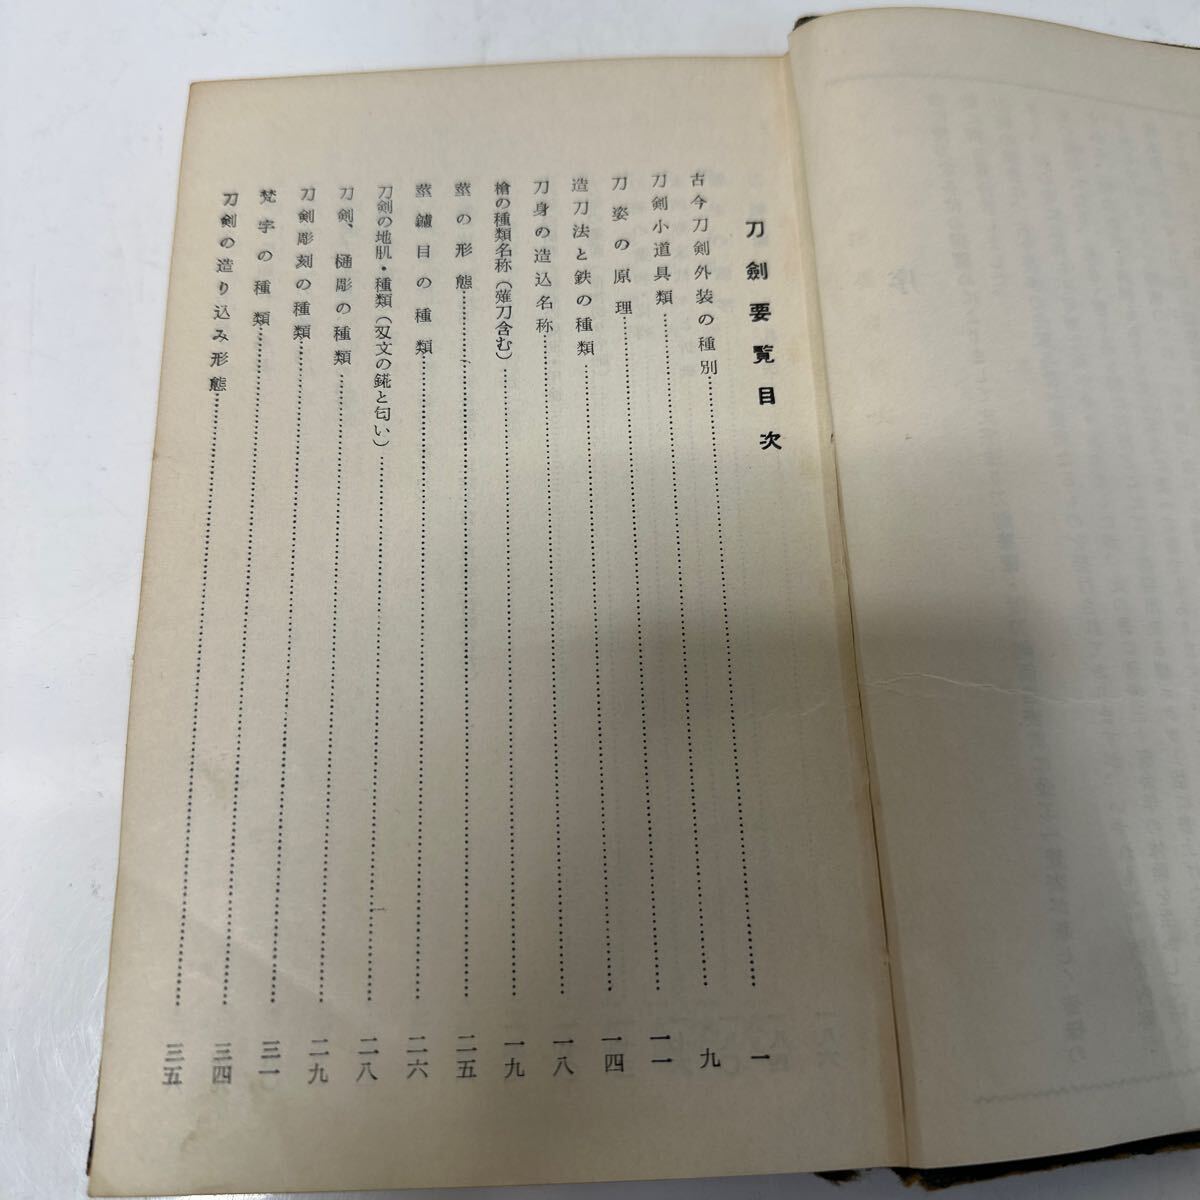 刀劍要覧目次
古今刀剣外装の種別……一
刀剣小道具類……九
刀姿の原理……一一
造刀法と鉄の種類……一四
刀身の造込名称……一八
槍の種類名称（薙刀含む）……一九
莖の形態……二五
莖鑢目の種類……二六
刀剣の地肌・種類（刄文の錵と匂い）……二八
刀剣、樋彫の種類……二九
刀剣彫刻の種類……三一
梵字の種類……三四
刀剣の造り込み形態……三五